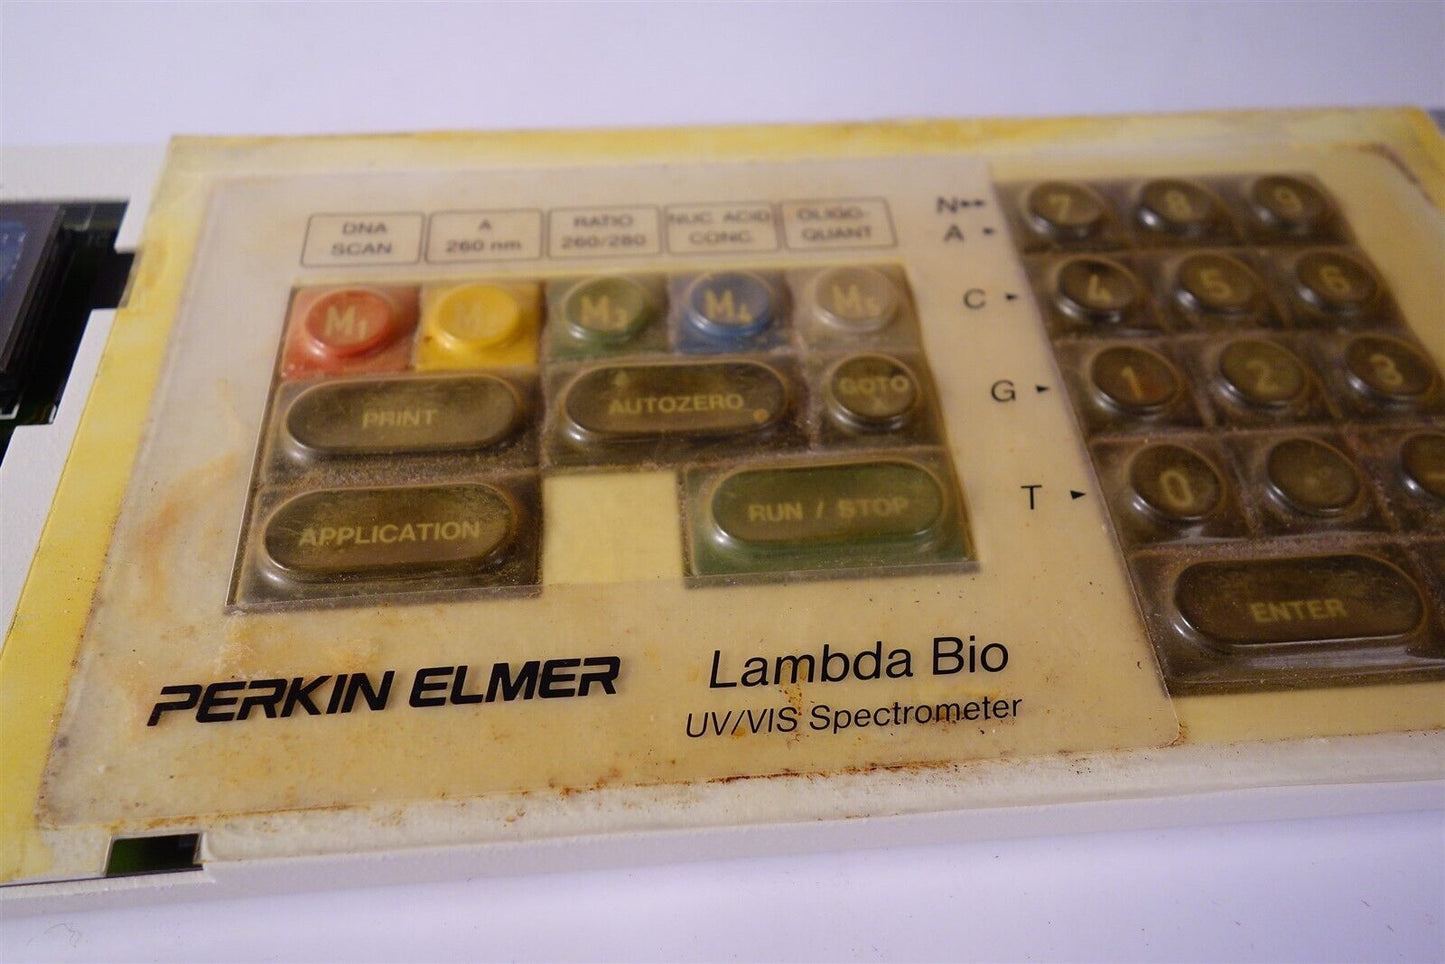 DNA
SCAN
A
260 nm
RATIO
260/280
NUC ACID
CONC.
OLIGO-
QUANT
N
A
C
G
T
M1
M3
M4
M5
PRINT
AUTOZERO
GOTO
APPLICATION
RUN / STOP
7 8 9
4 5 6
1 2 3
0 .
ENTER
PERKIN ELMER
Lambda Bio
UV/VIS Spectrometer